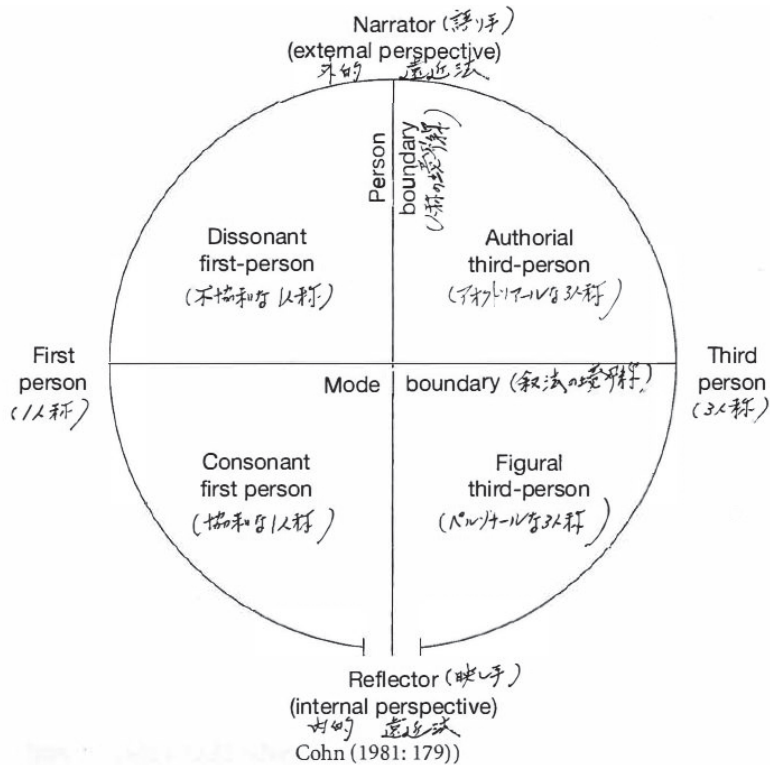 Narrator (語り手)
(external perspective)
外的 遠近法
Person
boundary
(人称の境界線)
Dissonant
first-person
(不協和な1人称)
Authorial
third-person
(アオクトリアールな3人称)
First
person
(1人称)
Mode boundary (叙法の境界線)
Third
person
(3人称)
Consonant
first person
(協和な1人称)
Figural
third-person
(ペルゾナールな3人称)
Reflector (映し手)
(internal perspective)
内的 遠近法
Cohn (1981: 179))